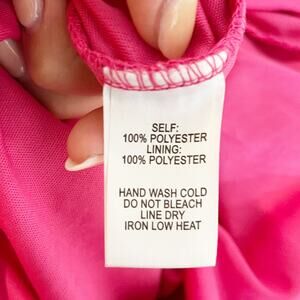 SELF:
100% POLYESTER
LINING:
100% POLYESTER
HAND WASH COLD
DO NOT BLEACH
LINE DRY
IRON LOW HEAT